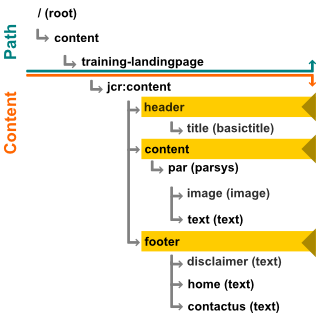 Path
Content
/ (root)
content
training-landingpage
jcr:content
header
title (basictitle)
content
par (parsys)
image (image)
text (text)
footer
disclaimer (text)
home (text)
contactus (text)